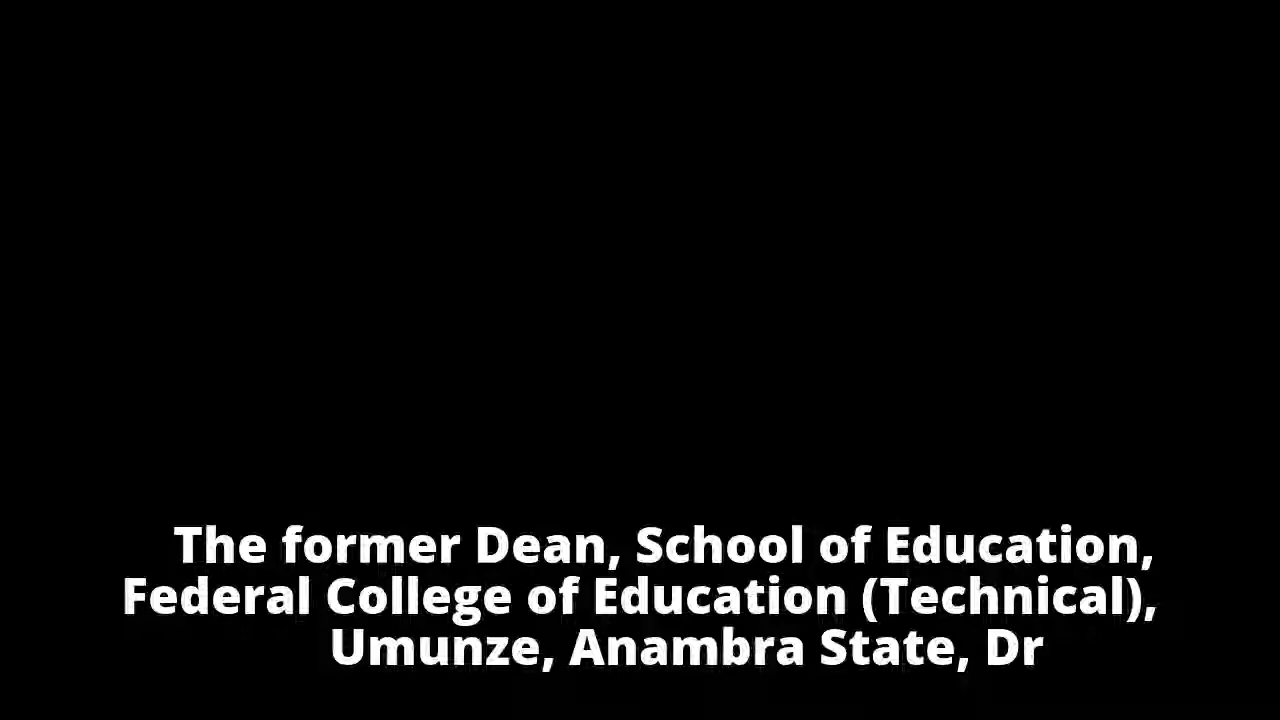 The former Dean, School of Education,
Federal College of Education (Technical),
Umunze, Anambra State, Dr